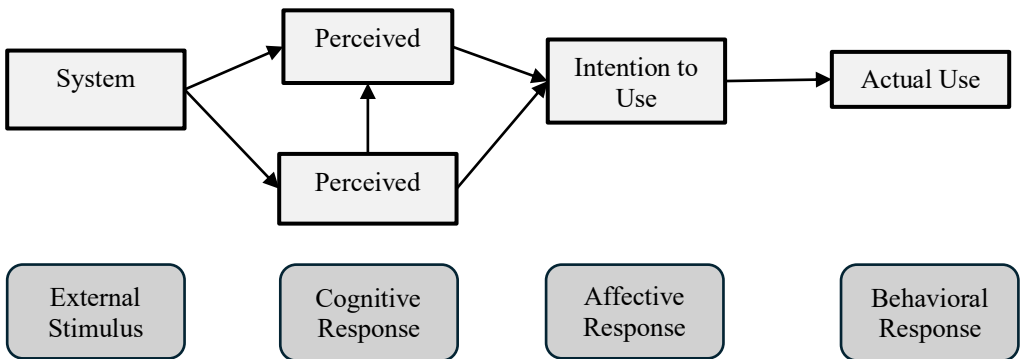 System
Perceived
Perceived
Intention to
Use
Actual Use
External
Stimulus
Cognitive
Response
Affective
Response
Behavioral
Response